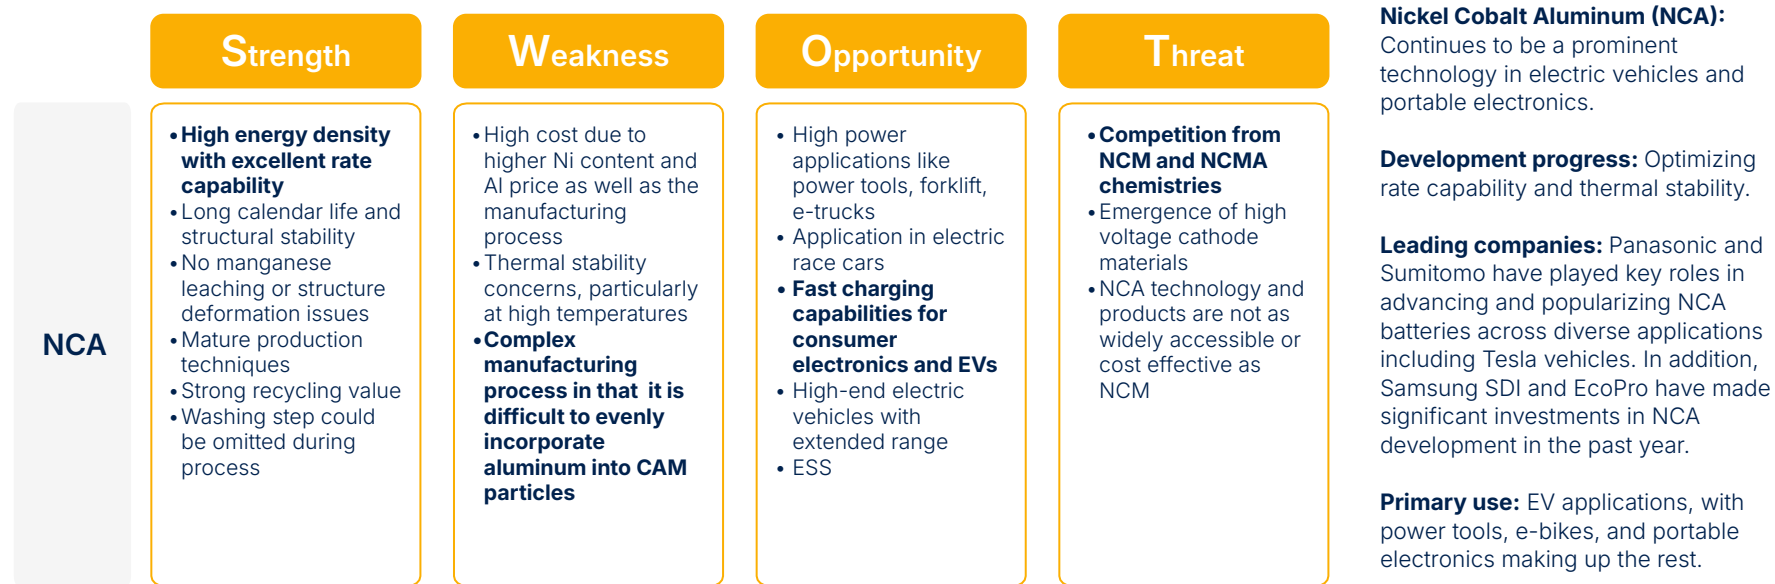 Strength
Weakness
Opportunity
Threat
NCA
•High energy density
with excellent rate
capability
•Long calendar life and
structural stability
•No manganese
leaching or structure
deformation issues
•Mature production
techniques
•Strong recycling value
•Washing step could
be omitted during
process
•High cost due to
higher Ni content and
Al price as well as the
manufacturing
process
•Thermal stability
concerns, particularly
at high temperatures
•Complex
manufacturing
process in that  it is
difficult to evenly
incorporate
aluminum into CAM
particles
• High power
applications like
power tools, forklift,
e-trucks
• Application in electric
race cars
• Fast charging
capabilities for
consumer
electronics and EVs
• High-end electric
vehicles with
extended range
• ESS
•Competition from
NCM and NCMA
chemistries
•Emergence of high
voltage cathode
materials
•NCA technology and
products are not as
widely accessible or
cost effective as
NCM
Nickel Cobalt Aluminum (NCA):
Continues to be a prominent
technology in electric vehicles and
portable electronics.
Development progress: Optimizing
rate capability and thermal stability.
Leading companies: Panasonic and
Sumitomo have played key roles in
advancing and popularizing NCA
batteries across diverse applications
including Tesla vehicles. In addition,
Samsung SDI and EcoPro have made
significant investments in NCA
development in the past year.
Primary use: EV applications, with
power tools, e-bikes, and portable
electronics making up the rest.